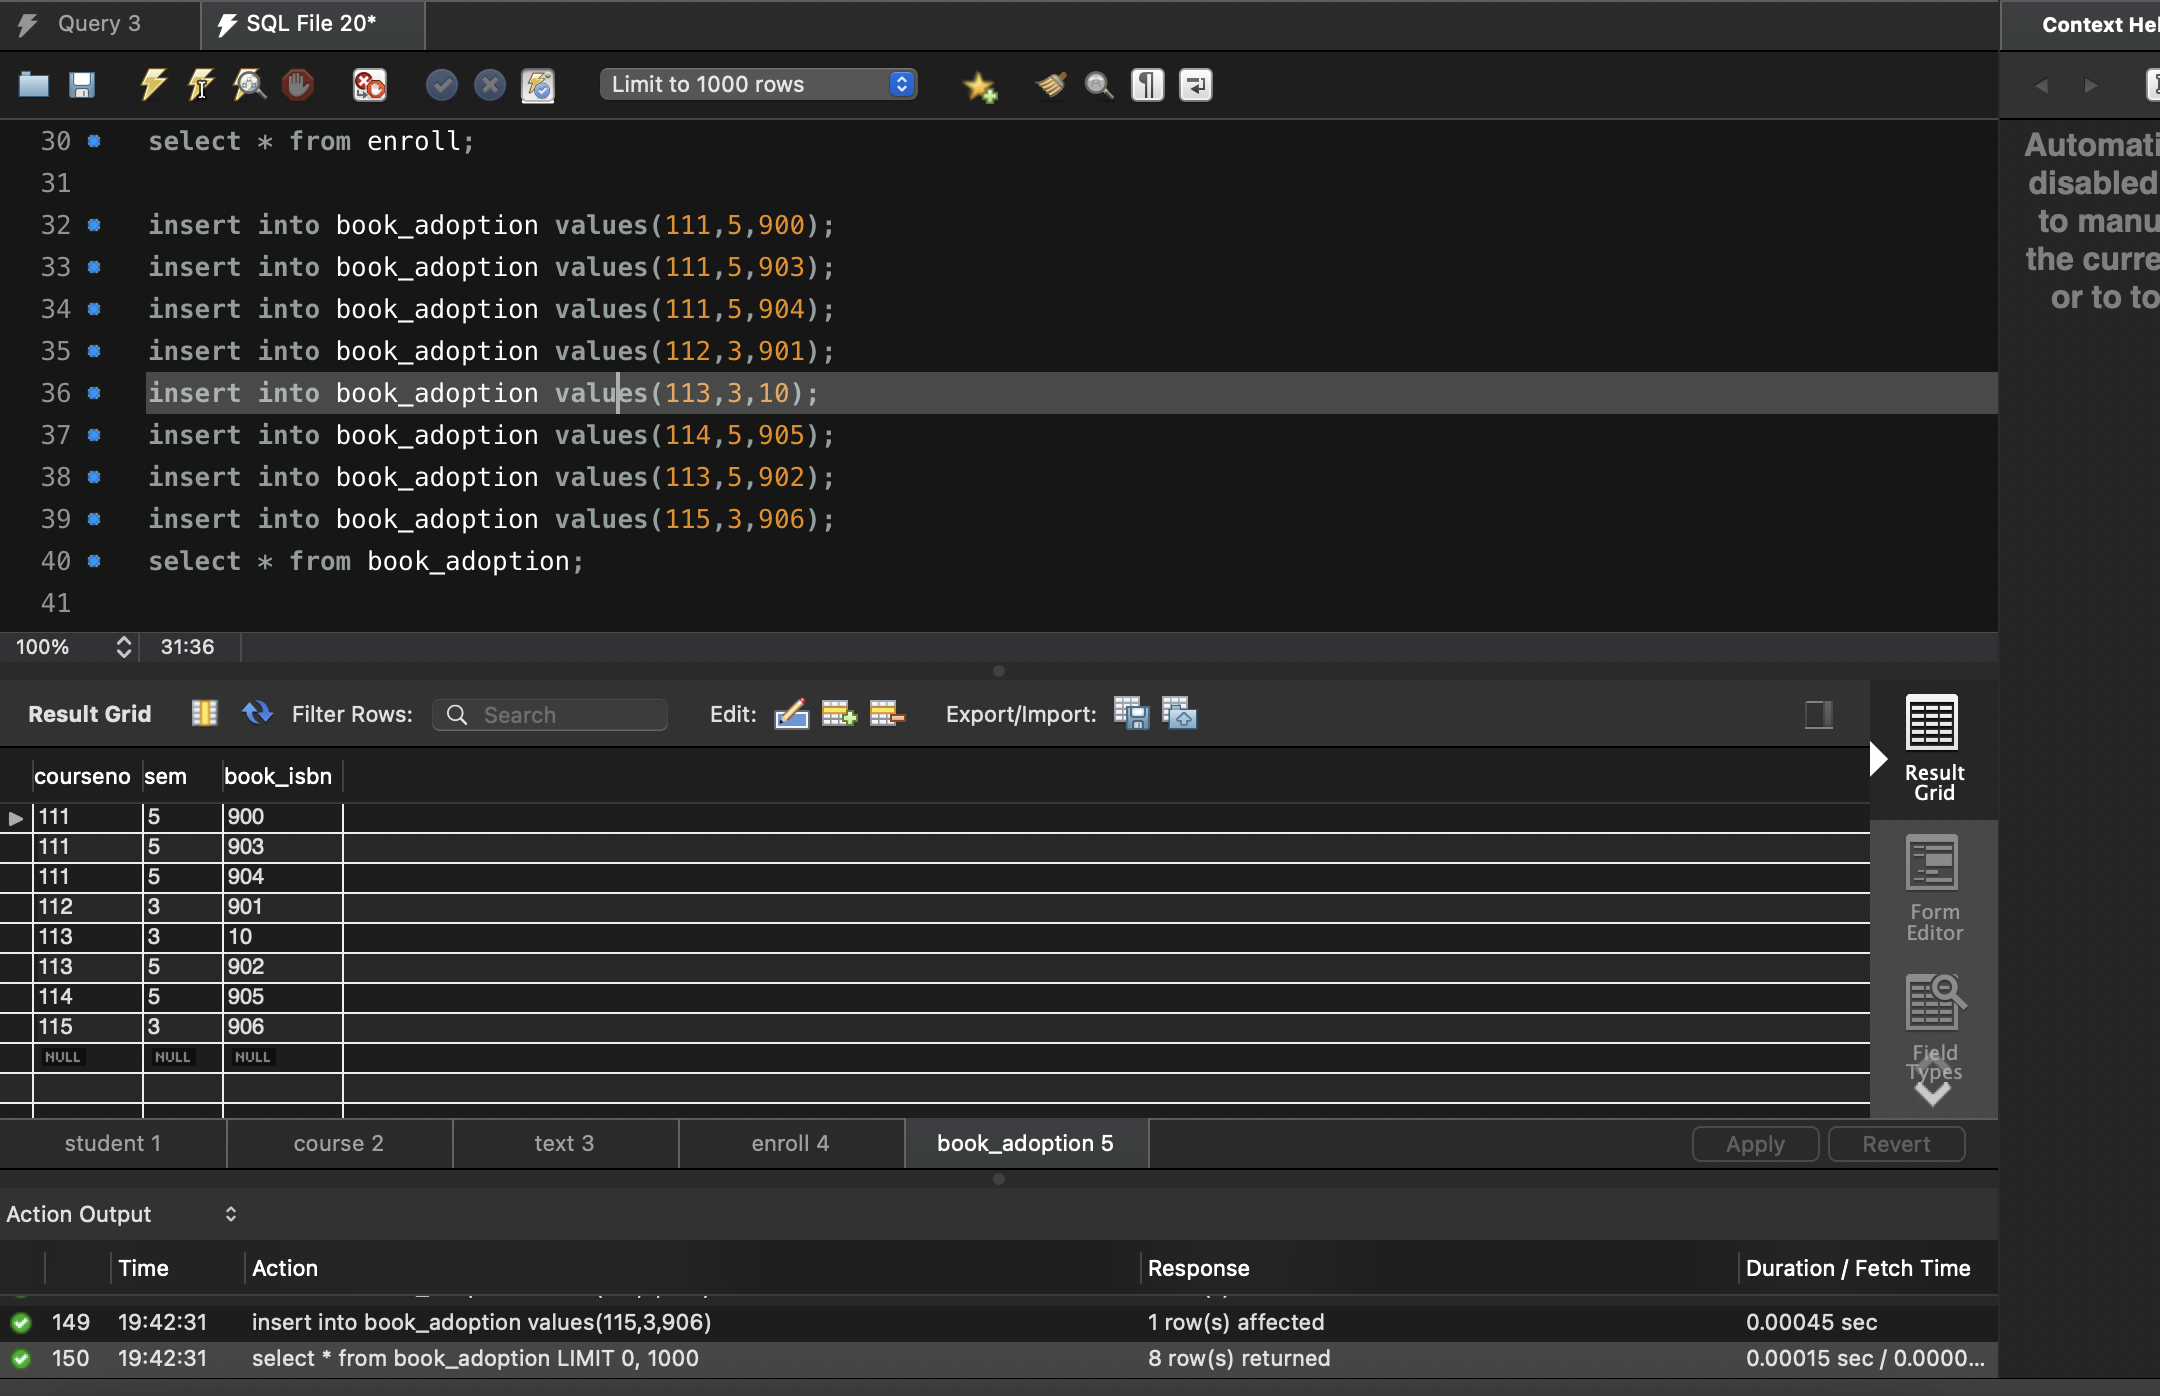 Query 3
SQL File 20*
Context Hel
Limit to 1000 rows
30 select * from enroll;
31
32 insert into book_adoption values(111,5,900);
33 insert into book_adoption values(111,5,903);
34 insert into book_adoption values(111,5,904);
35 insert into book_adoption values(112,3,901);
36 insert into book_adoption values(113,3,10);
37 insert into book_adoption values(114,5,905);
38 insert into book_adoption values(113,5,902);
39 insert into book_adoption values(115,3,906);
40 select * from book_adoption;
41
Automati
disabled
to manu
the curre
or to to
100% 31:36
Result Grid Filter Rows: Search Edit: Export/Import:
courseno sem book_isbn
111 5 900
111 5 903
111 5 904
112 3 901
113 3 10
113 5 902
114 5 905
115 3 906
NULL NULL NULL
Result
Grid
Form
Editor
Field
Types
student 1 course 2 text 3 enroll 4 book_adoption 5 Apply Revert
Action Output
Time Action Response Duration / Fetch Time
149 19:42:31 insert into book_adoption values(115,3,906) 1 row(s) affected 0.00045 sec
150 19:42:31 select * from book_adoption LIMIT 0, 1000 8 row(s) returned 0.00015 sec / 0.0000...